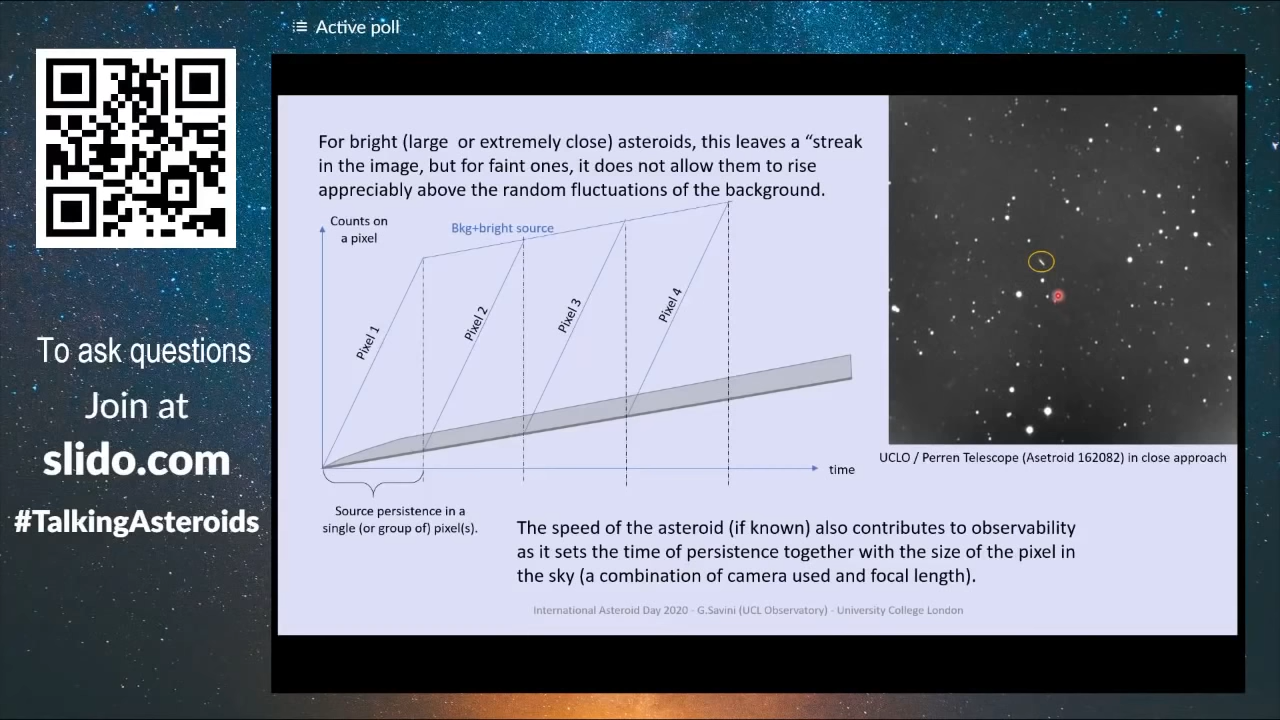 Active poll
To ask questions
Join at
slido.com
#TalkingAsteroids
For bright (large or extremely close) asteroids, this leaves a “streak
in the image, but for faint ones, it does not allow them to rise
appreciably above the random fluctuations of the background.
Counts on
a pixel
Bkg+bright source
Pixel 1
Pixel 2
Pixel 3
Pixel 4
time
Source persistence in a
single (or group of) pixel(s).
UCLO / Perren Telescope (Asetroid 162082) in close approach
The speed of the asteroid (if known) also contributes to observability
as it sets the time of persistence together with the size of the pixel in
the sky (a combination of camera used and focal length).
International Asteroid Day 2020 - G.Savini (UCL Observatory) - University College London